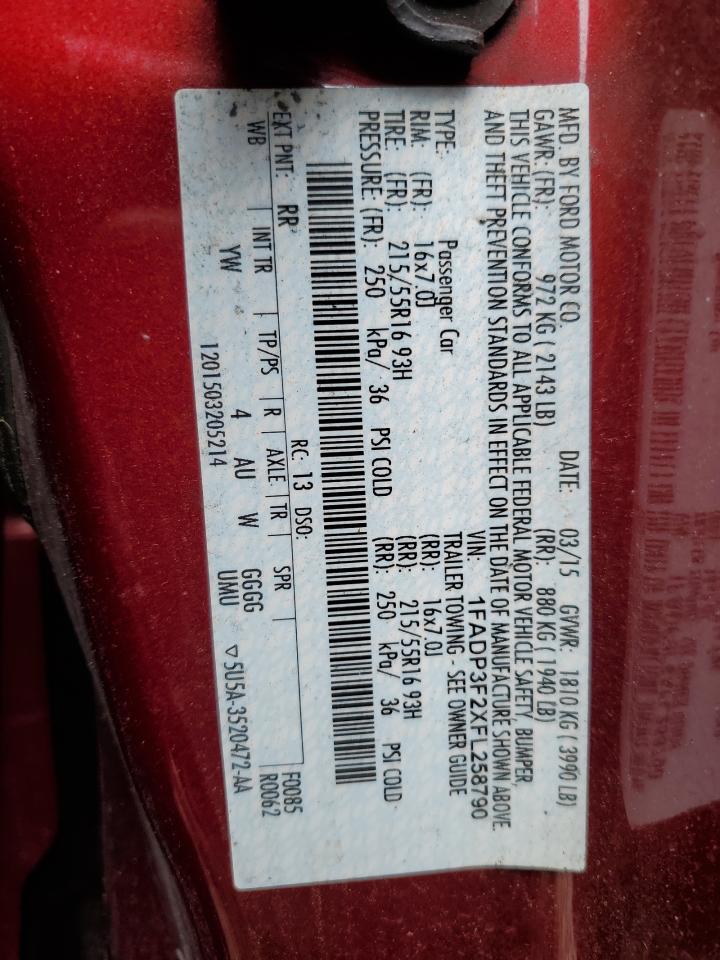 MFD. BY FORD MOTOR CO. DATE: 03/15 GVWR: 1810 KG ( 3990 LB)
GAWR: (FR): 972 KG ( 2143 LB) (RR): 880 KG ( 1940 LB)
THIS VEHICLE CONFORMS TO ALL APPLICABLE FEDERAL MOTOR VEHICLE SAFETY, BUMPER,
AND THEFT PREVENTION STANDARDS IN EFFECT ON THE DATE OF MANUFACTURE SHOWN ABOVE.
VIN: 1FADP3F2XFL258790
TYPE: Passenger Car TRAILER TOWING - SEE OWNER GUIDE
RIM: (FR): 16x7.0J (RR): 16x7.0J
TIRE: (FR): 215/55R16 93H (RR): 215/55R16 93H
PRESSURE: (FR): 250 kPa/ 36 PSI COLD (RR): 250 kPa/ 36 PSI COLD
RC: 13 DSO:
F0085
EXT PNT: RR R0062
WB INT TR TP/PS R AXLE TR SPR
YW 4 AU W GGGG
UMU
1201503205214 ▽5U5A-3520472-AA